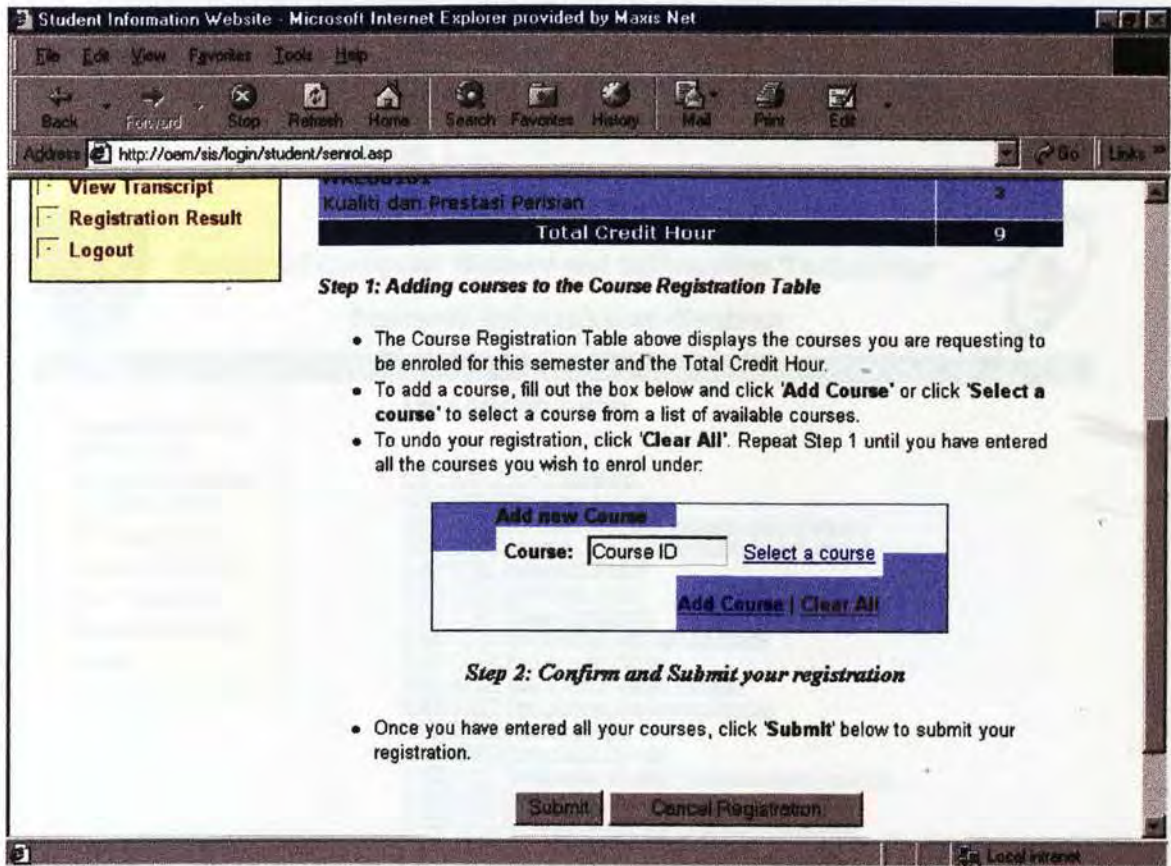 Student Information Website - Microsoft Internet Explorer provided by Maxis Net
File Edit View Favorites Tools Help
Back Forward Stop Refresh Home Search Favorites History Mail Print Edit
Address http://oem/sis/login/student/senrol.asp Go Links »
View Transcript
Registration Result
Logout
3
Kualiti dan Prestasi Perisian
Total Credit Hour 9
Step 1: Adding courses to the Course Registration Table
• The Course Registration Table above displays the courses you are requesting to
be enroled for this semester and the Total Credit Hour.
• To add a course, fill out the box below and click 'Add Course' or click 'Select a
course' to select a course from a list of available courses.
• To undo your registration, click 'Clear All'. Repeat Step 1 until you have entered
all the courses you wish to enrol under:
Add new Course
Course: Course ID Select a course
Add Course | Clear All
Step 2: Confirm and Submit your registration
• Once you have entered all your courses, click 'Submit' below to submit your
registration.
Submit Cancel Registration
Local intranet